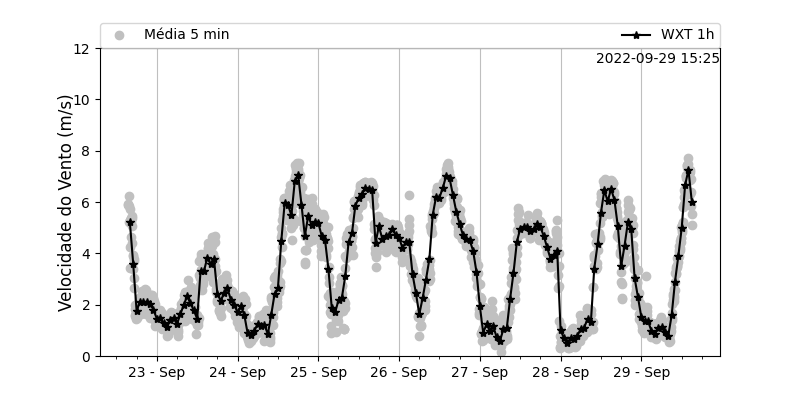 Média 5 min
WXT 1h
2022-09-29 15:25
Velocidade do Vento (m/s)
12
10
8
6
4
2
0
23 - Sep 24 - Sep 25 - Sep 26 - Sep 27 - Sep 28 - Sep 29 - Sep